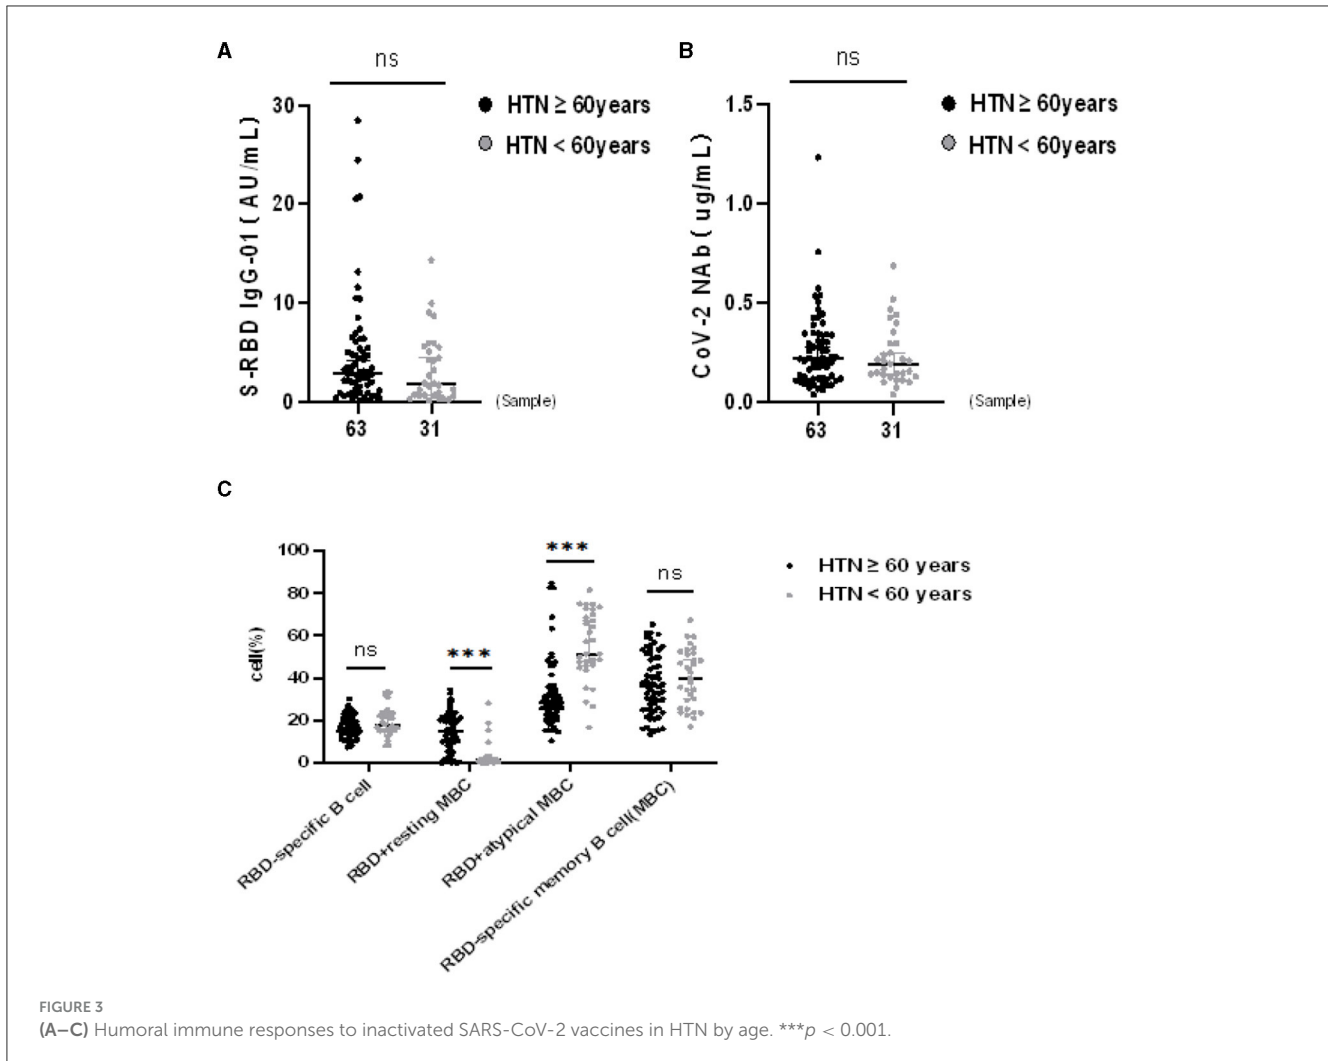 A
ns
S-RBD IgG-01 ( AU/mL)
30
20
10
0
63 31
(Sample)
HTN ≥ 60years
HTN < 60years
B
ns
CoV-2 NAb ( ug/mL)
1.5
1.0
0.5
0.0
63 31
(Sample)
HTN ≥ 60years
HTN < 60years
C
cell(%)
100
80
60
40
20
0
ns
***
***
ns
HTN ≥ 60 years
HTN < 60 years
RBD-specific B cell
RBD+resting MBC
RBD+atypical MBC
RBD-specific memory B cell(MBC)
FIGURE 3
(A–C) Humoral immune responses to inactivated SARS-CoV-2 vaccines in HTN by age. ***p < 0.001.